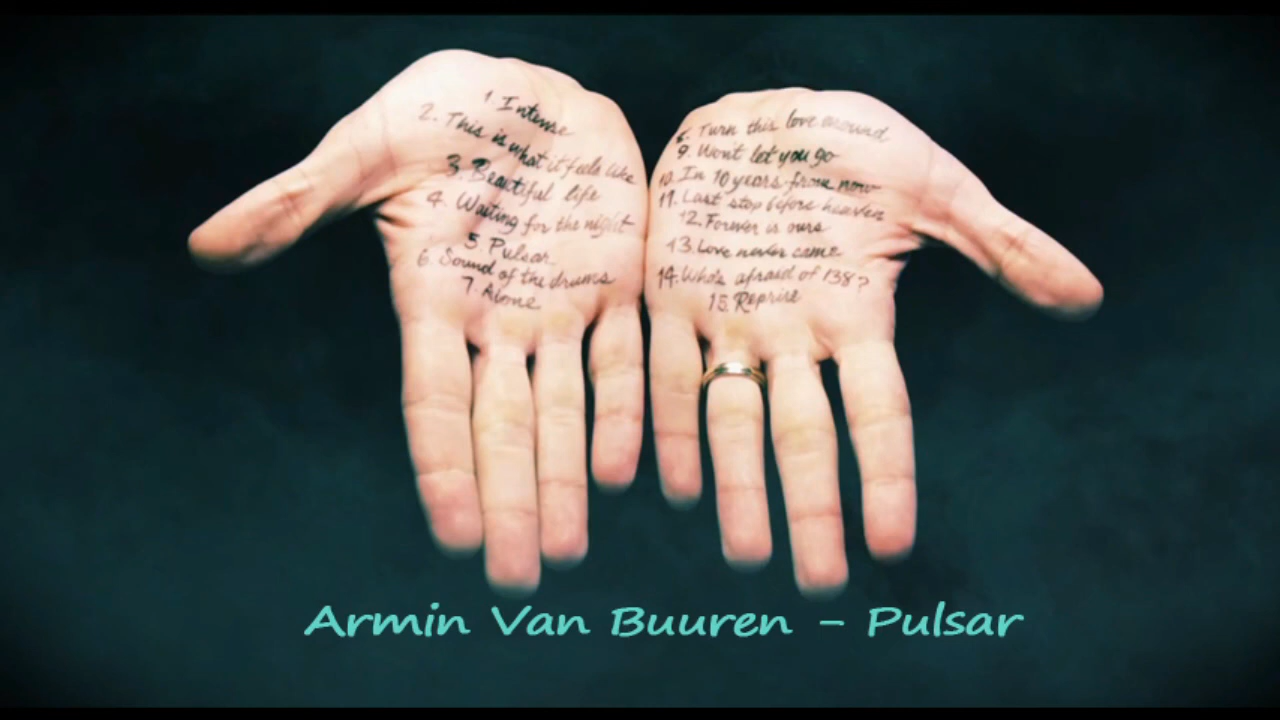 1. Intense
2. This is what it feels like
3. Beautiful life
4. Waiting for the night
5. Pulsar
6. Sound of the drums
7. Alone
8. Turn this love around
9. Won't let you go
10. In 10 years from now
11. Last stop before heaven
12. Forever is ours
13. Love never came
14. Who's afraid of 138?
15. Reprise
Armin Van Buuren - Pulsar